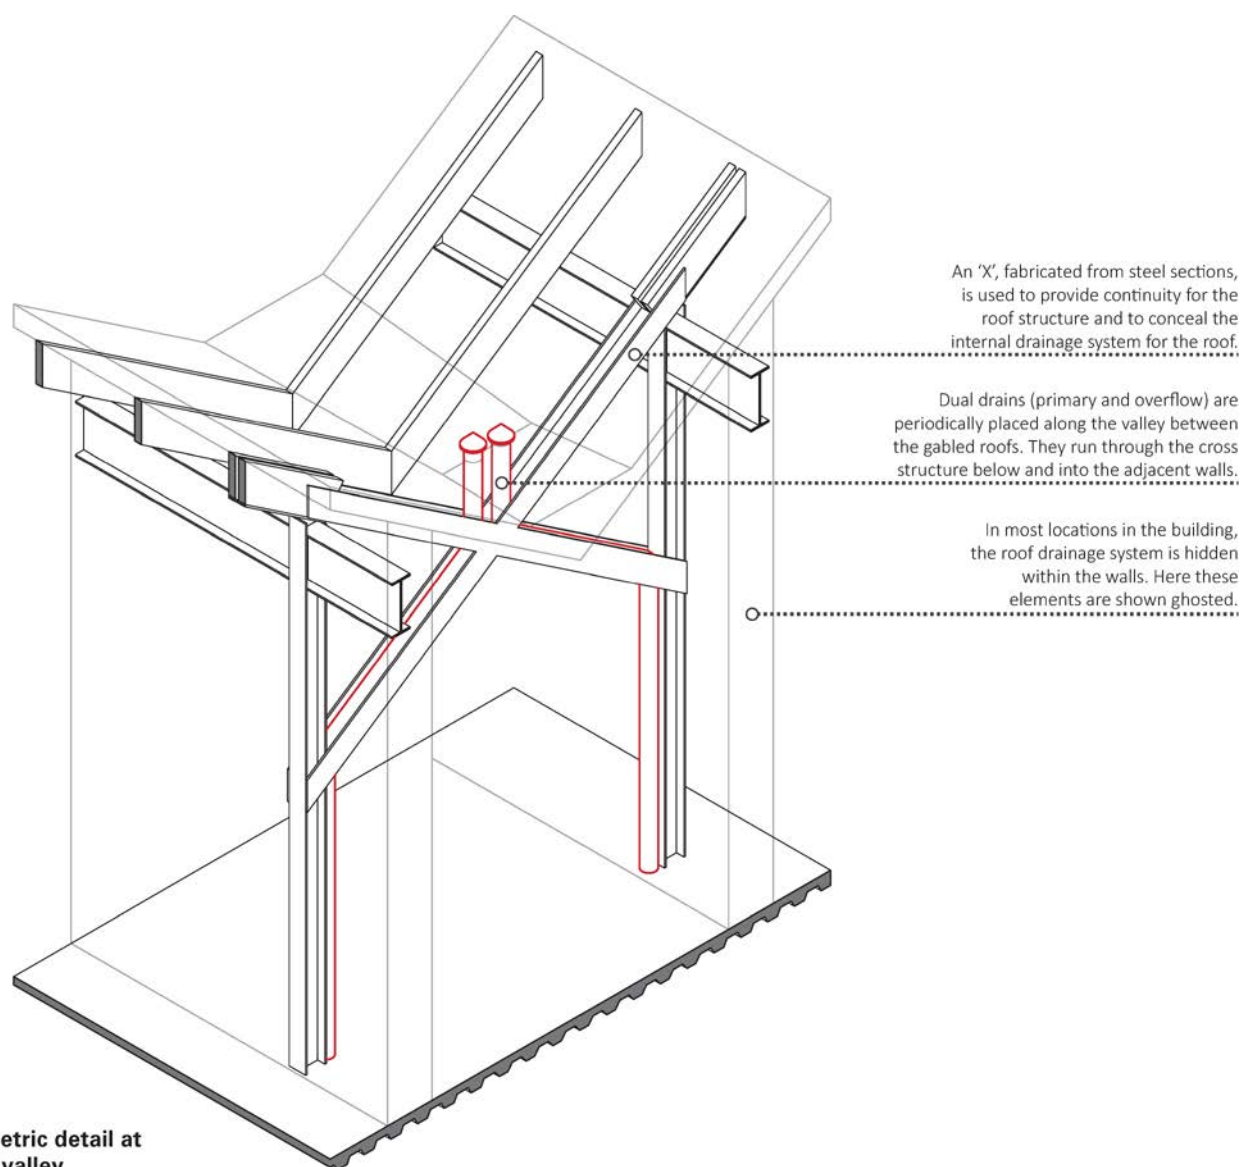 An ‘X’, fabricated from steel sections,
is used to provide continuity for the
roof structure and to conceal the
internal drainage system for the roof.
Dual drains (primary and overflow) are
periodically placed along the valley between
the gabled roofs. They run through the cross
structure below and into the adjacent walls.
In most locations in the building,
the roof drainage system is hidden
within the walls. Here these
elements are shown ghosted.
etric detail at
valley